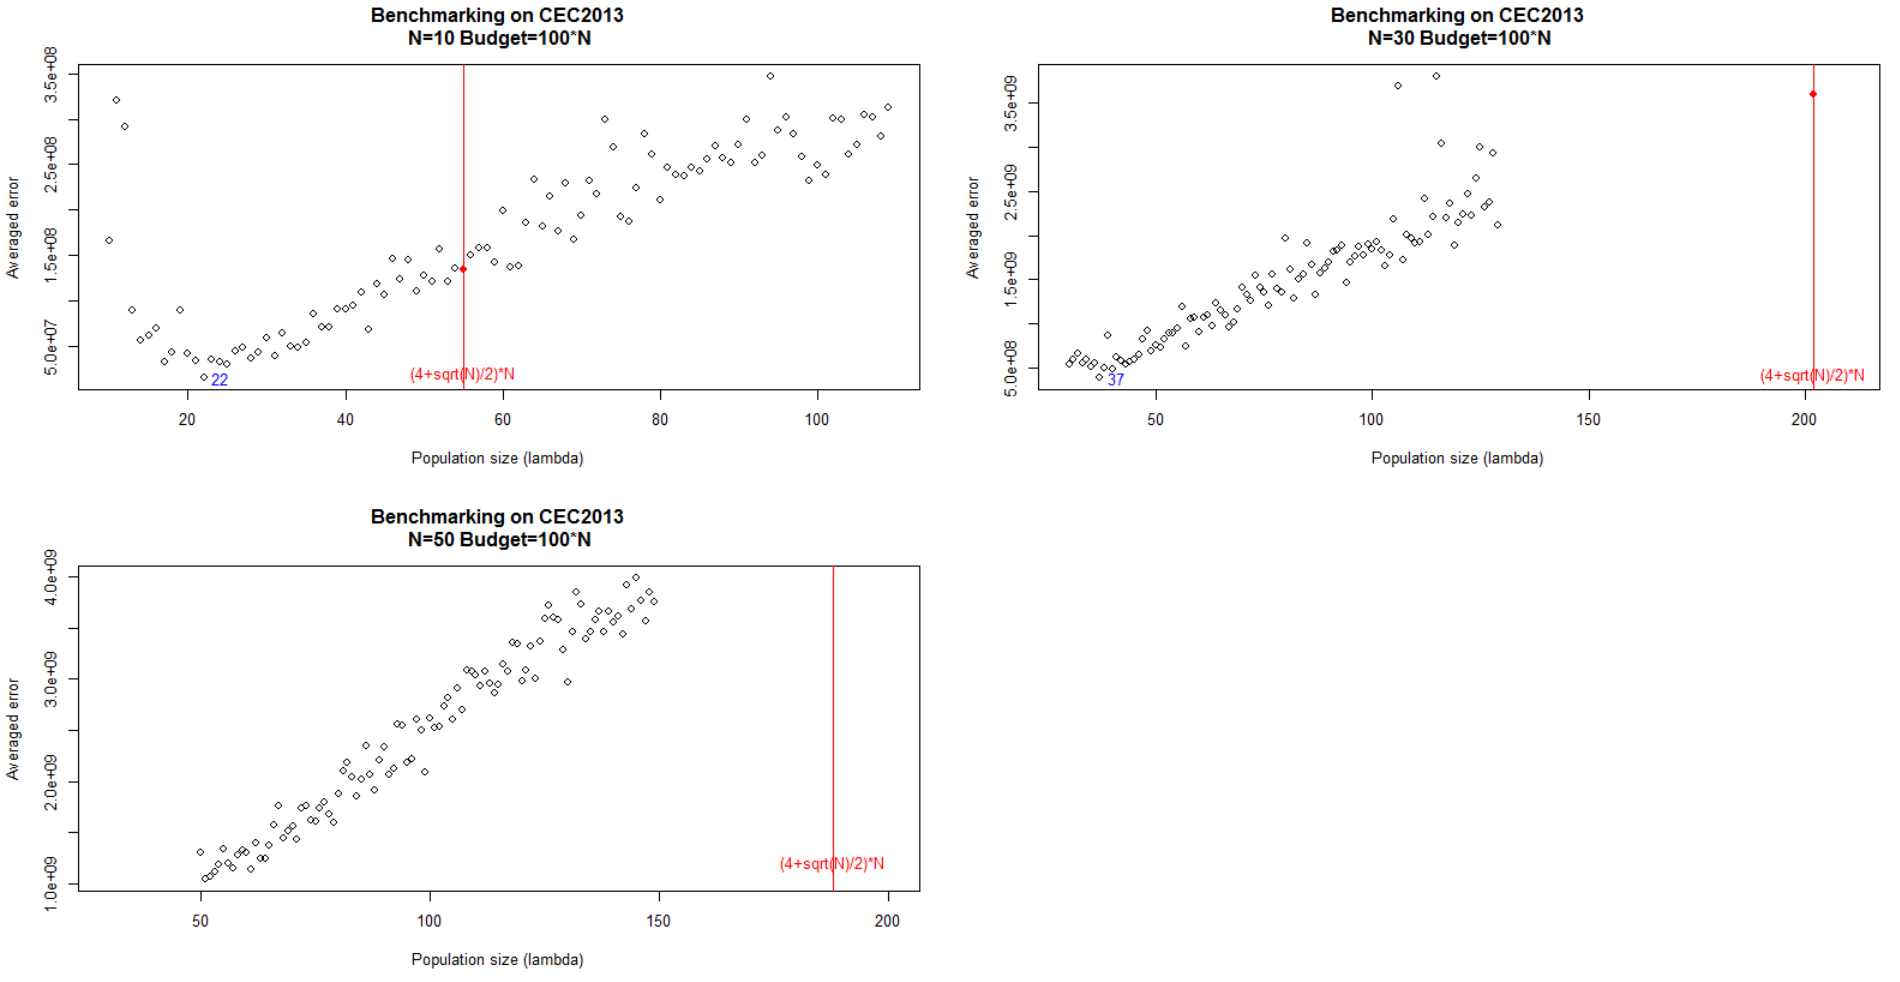 Benchmarking on CEC2013
N=10 Budget=100*N
Averaged error
5.0e+07
1.5e+08
2.5e+08
3.5e+08
22
(4+sqrt(N)/2)*N
20
40
60
80
100
Population size (lambda)
Benchmarking on CEC2013
N=30 Budget=100*N
Averaged error
5.0e+08
1.5e+09
2.5e+09
3.5e+09
37
(4+sqrt(N)/2)*N
50
100
150
200
Population size (lambda)
Benchmarking on CEC2013
N=50 Budget=100*N
Averaged error
1.0e+09
2.0e+09
3.0e+09
4.0e+09
(4+sqrt(N)/2)*N
50
100
150
200
Population size (lambda)